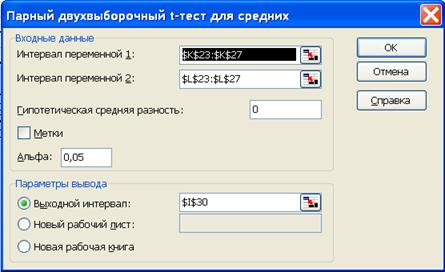 Парный двухвыборочный t-тест для средних
Входные данные
Интервал переменной 1: $K$23:$K$27
Интервал переменной 2: $L$23:$L$27
Гипотетическая средняя разность: 0
Метки
Альфа: 0,05
Параметры вывода
Выходной интервал: $I$30
Новый рабочий лист:
Новая рабочая книга
ОК
Отмена
Справка